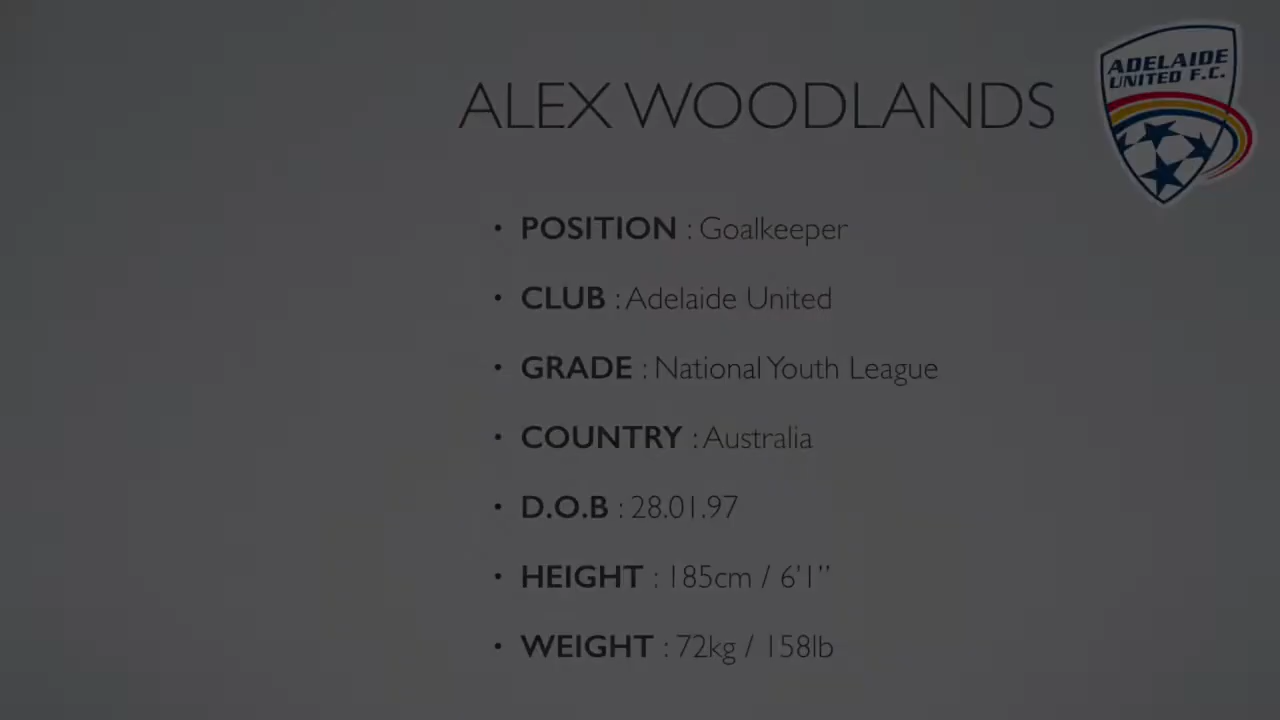 ALEX WOODLANDS
ADELAIDE
UNITED F.C.
• POSITION : Goalkeeper
• CLUB : Adelaide United
• GRADE : National Youth League
• COUNTRY : Australia
• D.O.B : 28.01.97
• HEIGHT : 185cm / 6'1”
• WEIGHT : 72kg / 158lb